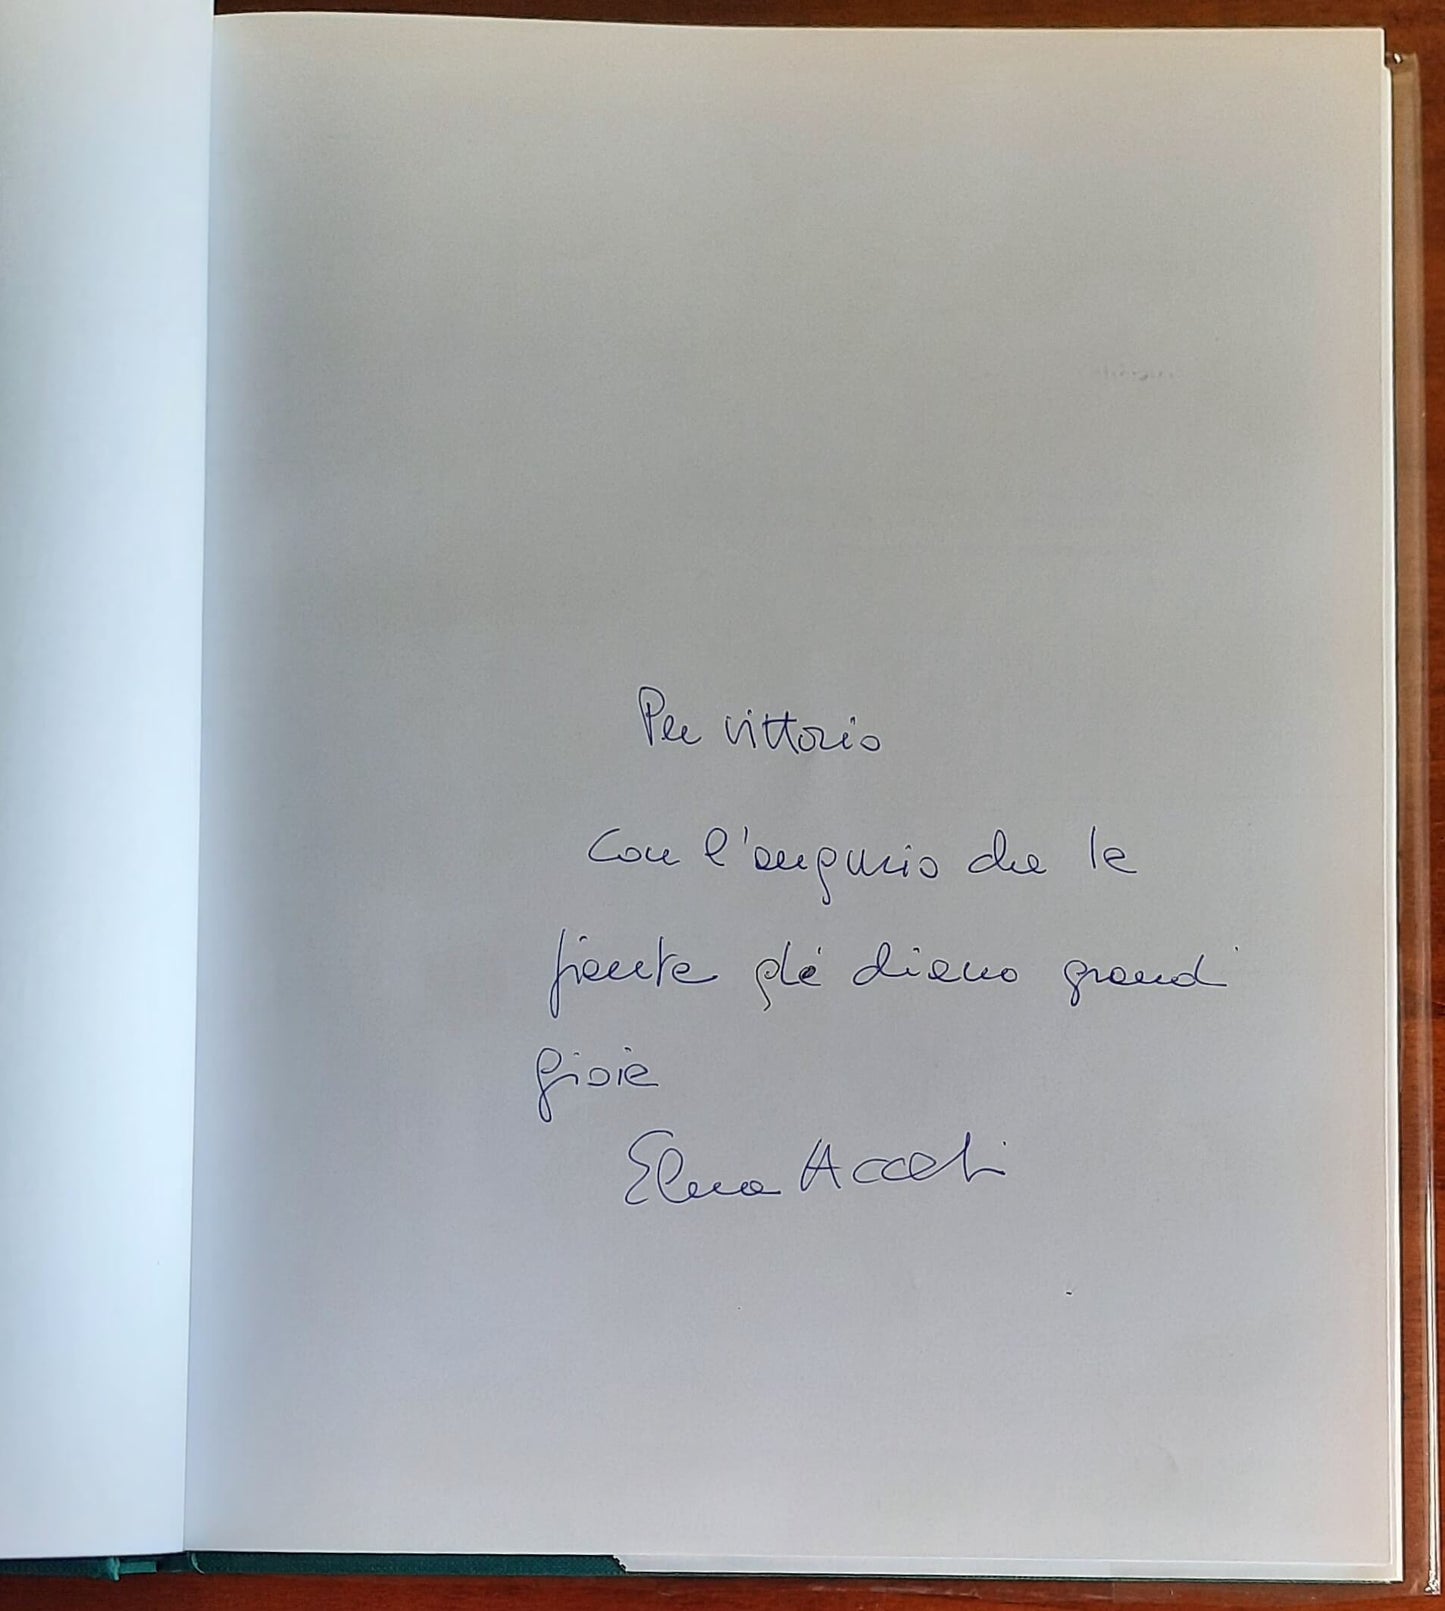 Per Vittorio
Con l'augurio che le
piante gli diano grandi
gioie
Elena Accati